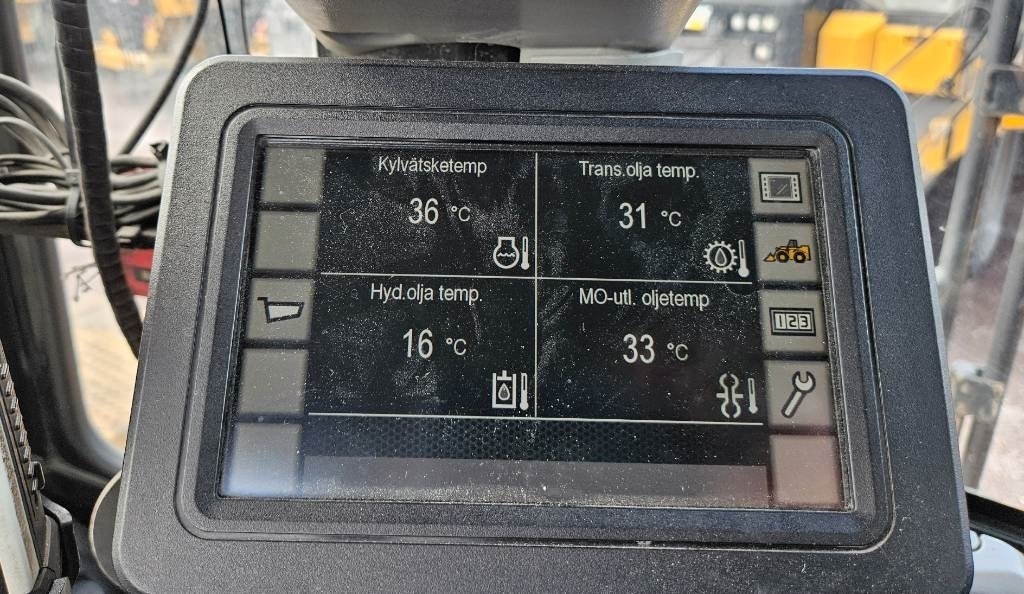 Kylvätsketemp
36 °C
Trans.olja temp.
31 °C
Hyd.olja temp.
16 °C
MO-utl. oljetemp
33 °C
123